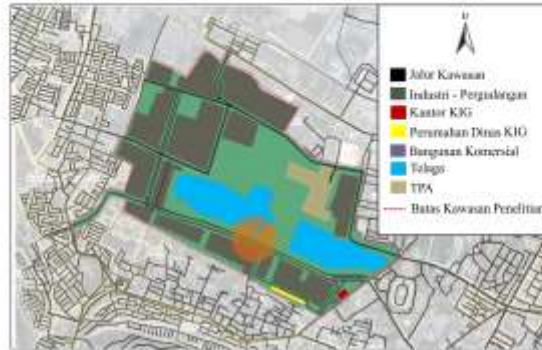 U
Jalur Kawasan
Industri - Pergudangan
Kantor KIG
Perumahan Dinas KIG
Bangunan Komersial
Telaga
TPA
Batas Kawasan Penelitian